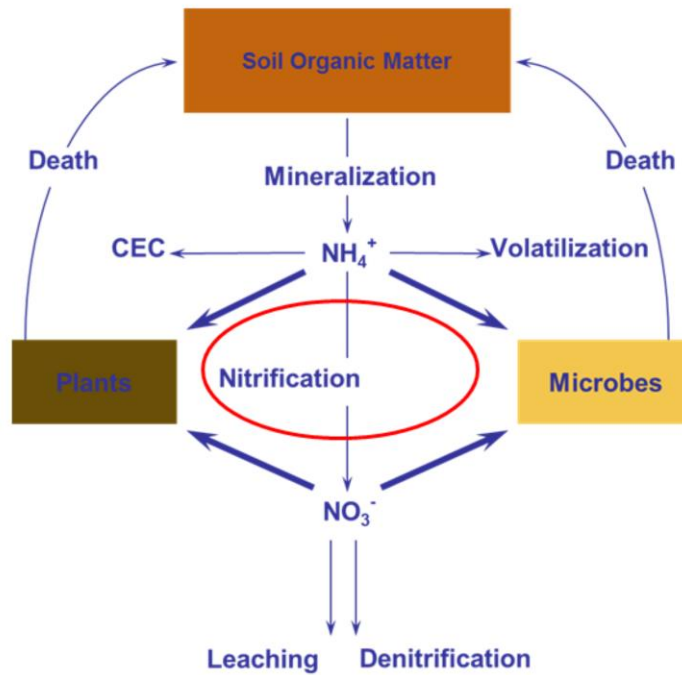 Soil Organic Matter
Death
Death
Mineralization
CEC
NH₄⁺
Volatilization
Plants
Nitrification
Microbes
NO₃⁻
Leaching
Denitrification